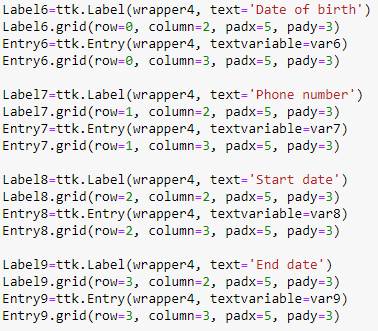 Label6=ttk.Label(wrapper4, text='Date of birth')
Label6.grid(row=0, column=2, padx=5, pady=3)
Entry6=ttk.Entry(wrapper4, textvariable=var6)
Entry6.grid(row=0, column=3, padx=5, pady=3)

Label7=ttk.Label(wrapper4, text='Phone number')
Label7.grid(row=1, column=2, padx=5, pady=3)
Entry7=ttk.Entry(wrapper4, textvariable=var7)
Entry7.grid(row=1, column=3, padx=5, pady=3)

Label8=ttk.Label(wrapper4, text='Start date')
Label8.grid(row=2, column=2, padx=5, pady=3)
Entry8=ttk.Entry(wrapper4, textvariable=var8)
Entry8.grid(row=2, column=3, padx=5, pady=3)

Label9=ttk.Label(wrapper4, text='End date')
Label9.grid(row=3, column=2, padx=5, pady=3)
Entry9=ttk.Entry(wrapper4, textvariable=var9)
Entry9.grid(row=3, column=3, padx=5, pady=3)